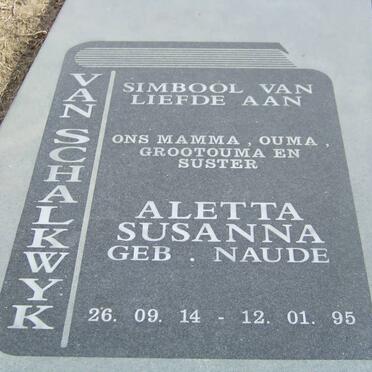 VAN SCHALKWYK
SIMBOOL VAN
LIEFDE AAN
ONS MAMMA, OUMA,
GROOTOUMA EN
SUSTER
ALETTA
SUSANNA
GEB. NAUDE
26. 09. 14 - 12. 01. 95